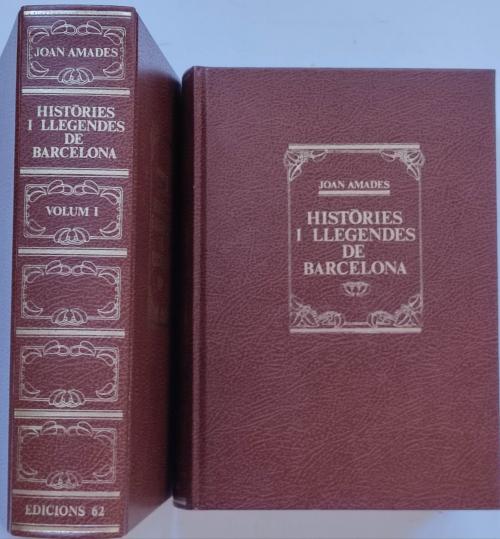 JOAN AMADES
HISTÒRIES
I LLEGENDES
DE
BARCELONA
VOLUM I
EDICIONS 62
JOAN AMADES
HISTÒRIES
I LLEGENDES
DE
BARCELONA